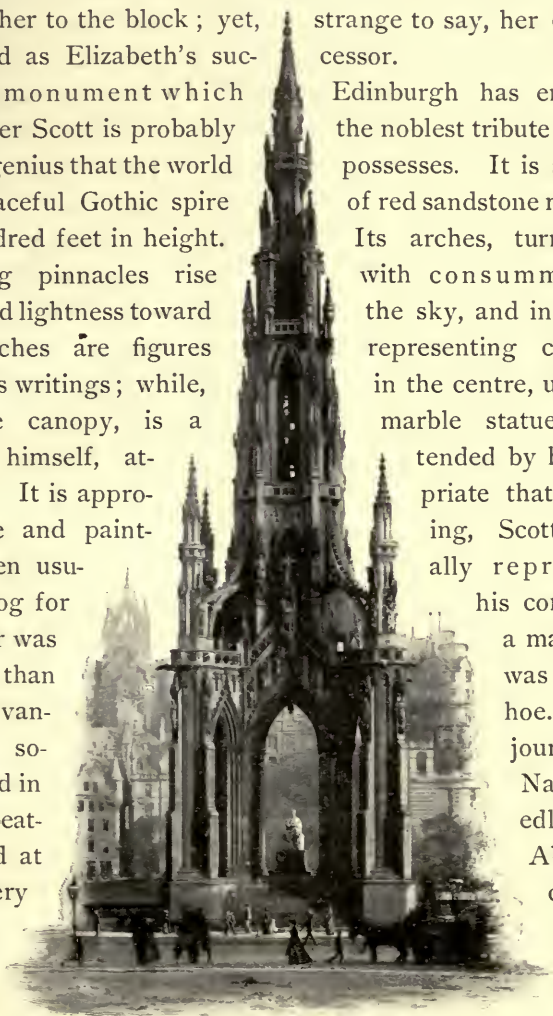 her to the block ; yet, strange to say, her
d as Elizabeth's suc- cessor.
monument which Edinburgh has er
er Scott is probably the noblest tribute
genius that the world possesses. It is
aceful Gothic spire of red sandstone
dred feet in height. Its arches, tur
g pinnacles rise with consumm
d lightness toward the sky, and in
ches are figures representing c
s writings ; while, in the centre, u
e canopy, is a marble statue
himself, at- tended by h
It is appro- priate that
e and paint- ing, Scott
en usu- ally repr
og for his co
r was a ma
than was
van- hoe.
so- jour
d in Na
eat- edl
d at A
ery